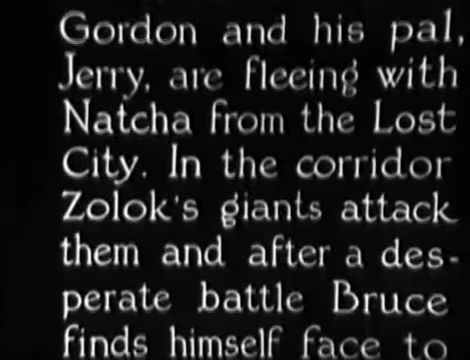 Gordon and his pal,
Jerry, are fleeing with
Natcha from the Lost
City. In the corridor
Zolok's giants attack
them and after a des-
perate battle Bruce
finds himself face to